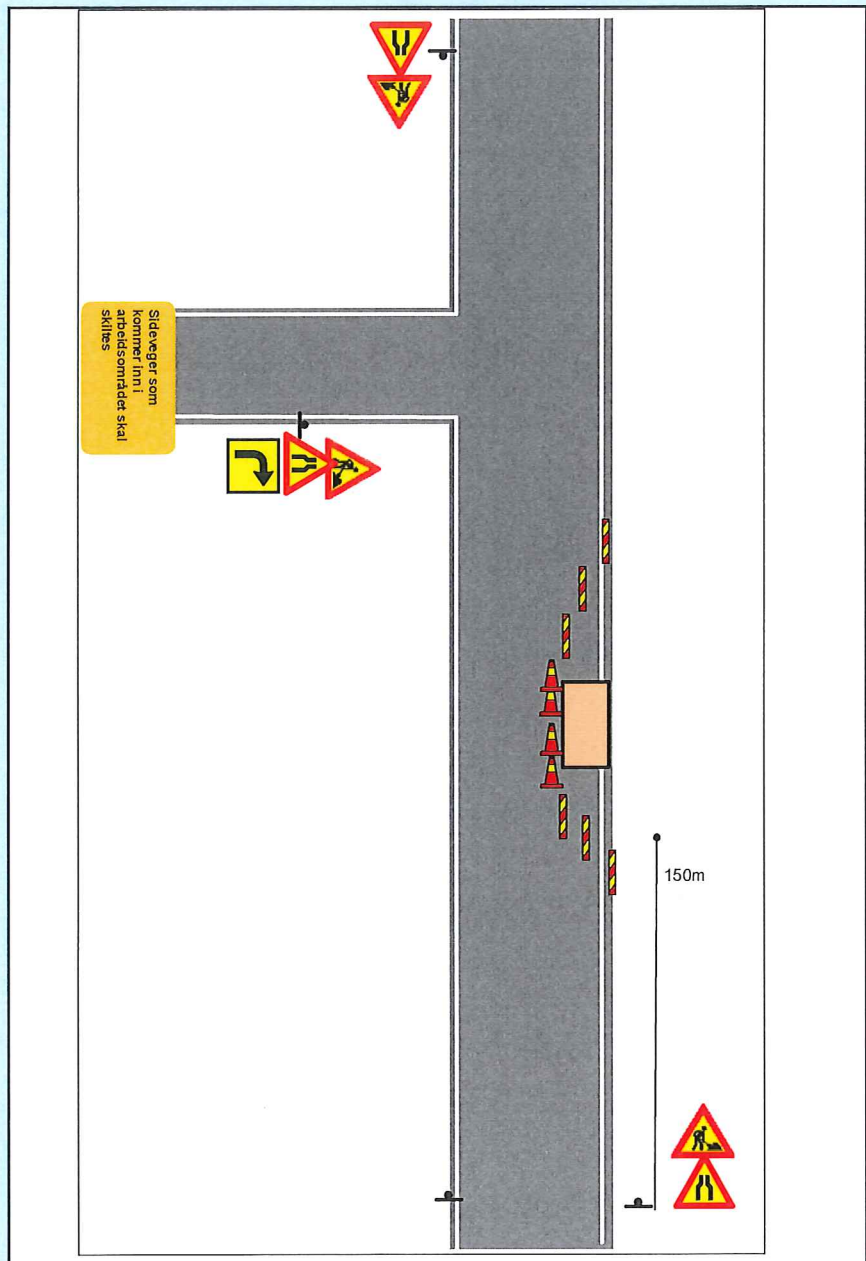 Sideveger som
kommer inn i
arbeidsområdet skal
skiltes
150m